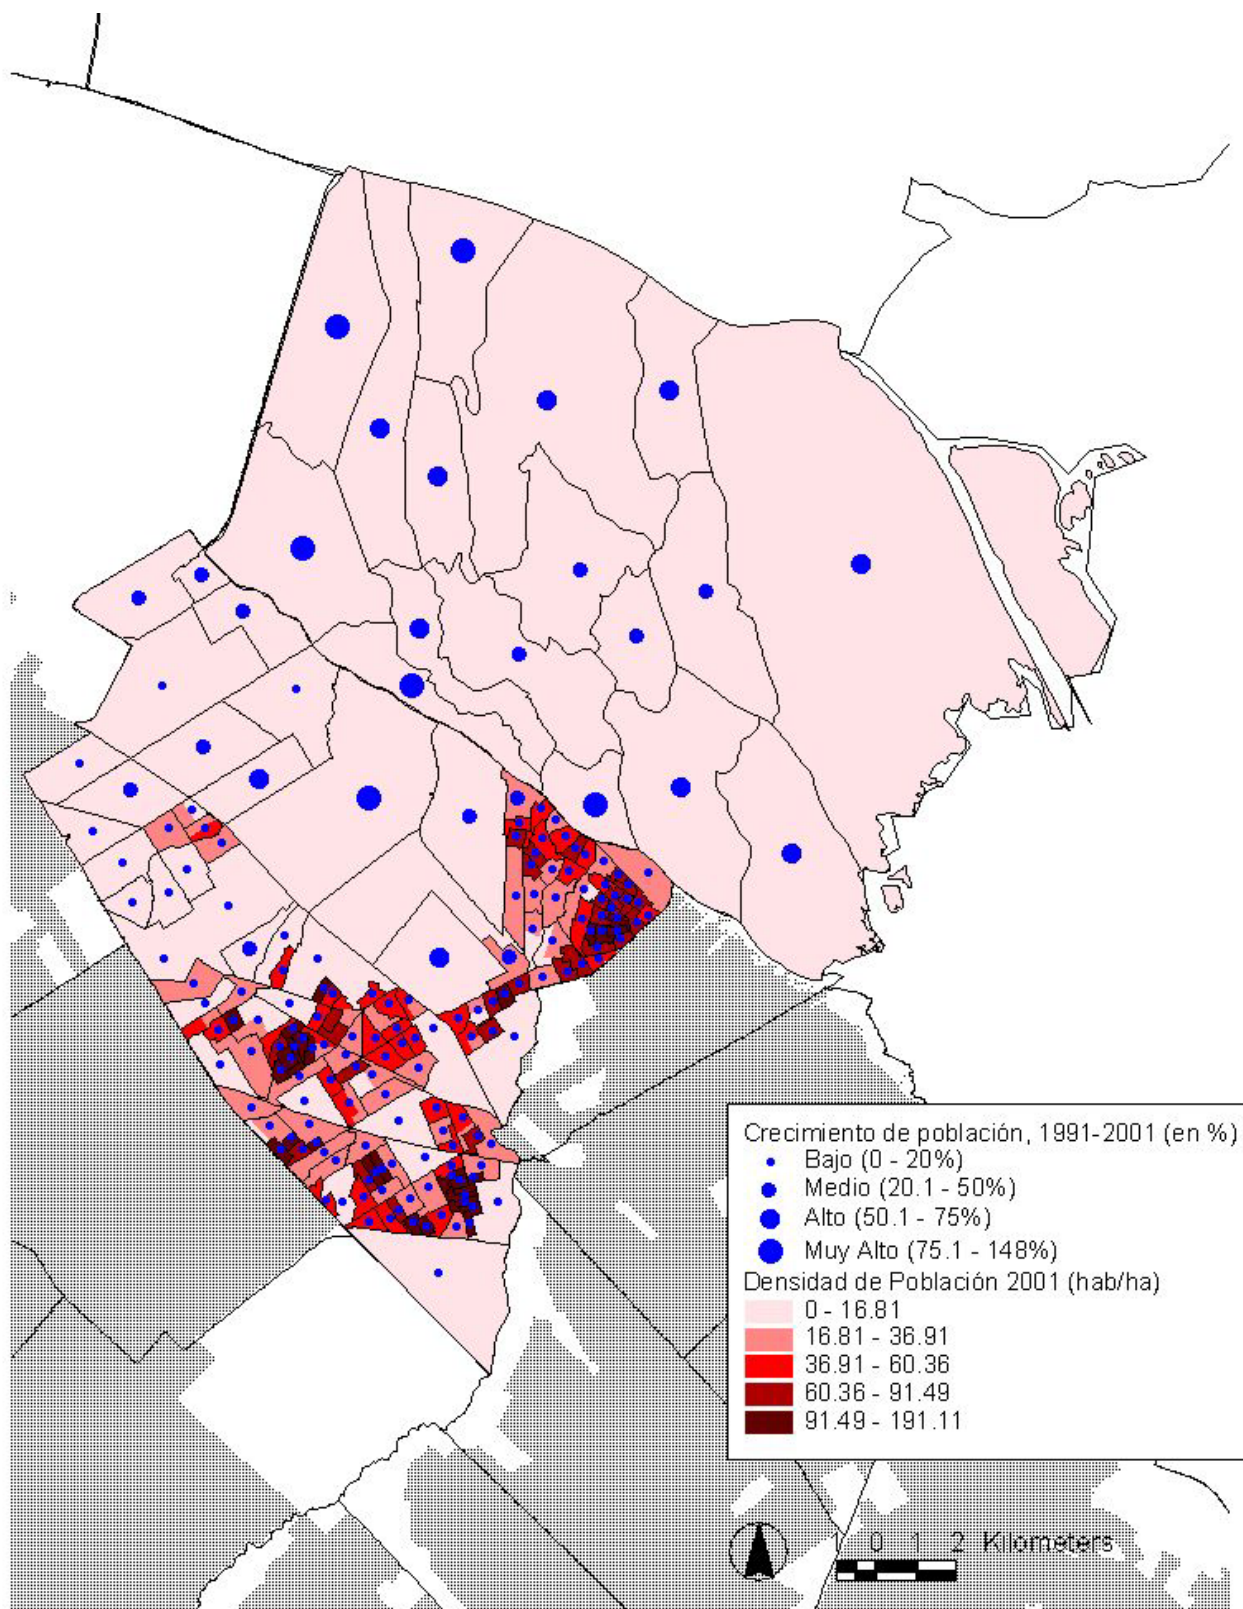 Crecimiento de población, 1991-2001 (en %)
Bajo (0 - 20%)
Medio (20.1 - 50%)
Alto (50.1 - 75%)
Muy Alto (75.1 - 148%)
Densidad de Población 2001 (hab/ha)
0 - 16.81
16.81 - 36.91
36.91 - 60.36
60.36 - 91.49
91.49 - 191.11
1 0 1 2 Kilometers